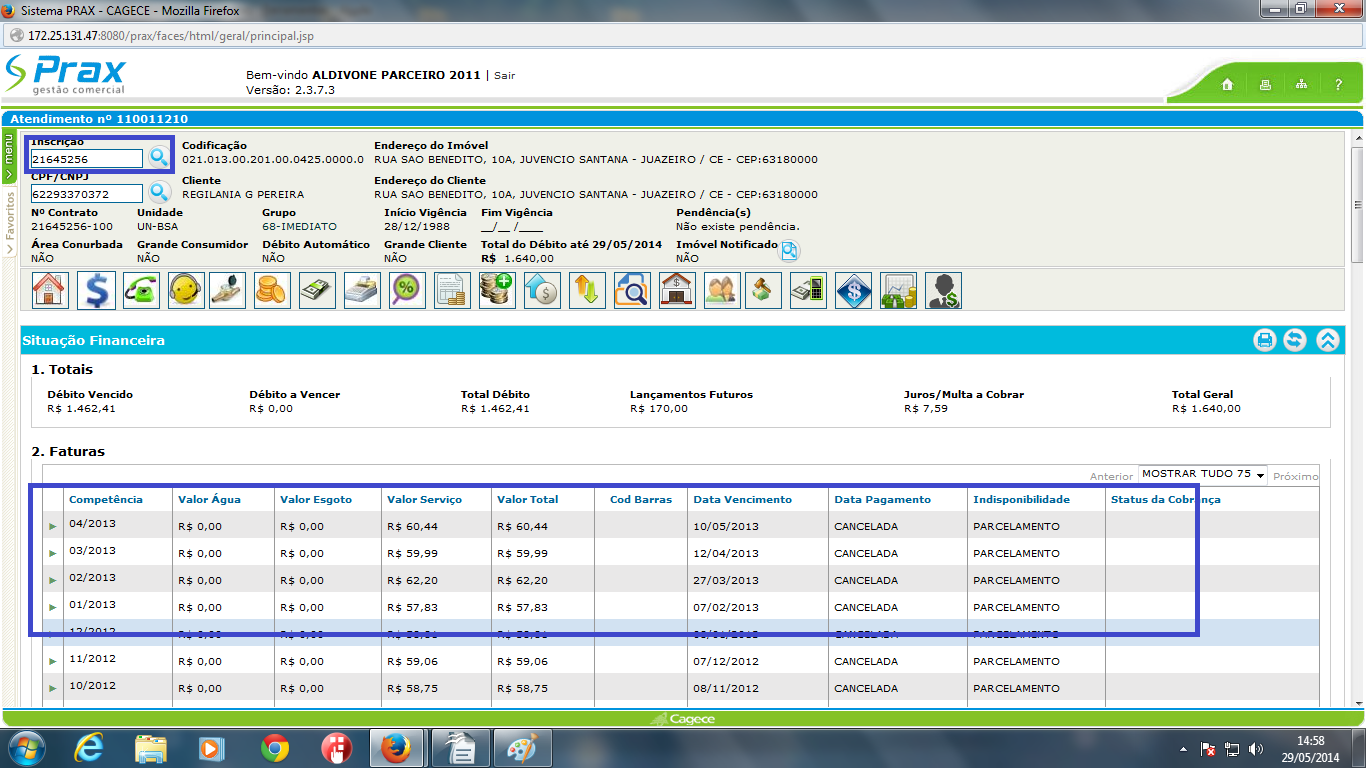 Sistema PRAX - CAGECE - Mozilla Firefox
172.25.131.47:8080/prax/faces/html/geral/principal.jsp
Prax
gestão comercial
Bem-vindo ALDIVONE PARCEIRO 2011 | Sair
Versão: 2.3.7.3
?
Atendimento nº 110011210
menu
Favoritos
Inscrição
21645256
Codificação
021.013.00.201.00.0425.0000.0
Endereço do Imóvel
RUA SAO BENEDITO, 10A, JUVENCIO SANTANA - JUAZEIRO / CE - CEP:63180000
CPF/CNPJ
62293370372
Cliente
REGILANIA G PEREIRA
Endereço do Cliente
RUA SAO BENEDITO, 10A, JUVENCIO SANTANA - JUAZEIRO / CE - CEP:63180000
Nº Contrato Unidade Grupo Início Vigência Fim Vigência Pendência(s)
21645256-100 UN-BSA 68-IMEDIATO 28/12/1988 __/__ /____ Não existe pendência.
Área Conurbada Grande Consumidor Débito Automático Grande Cliente Total do Débito até 29/05/2014 Imóvel Notificado
NÃO NÃO NÃO NÃO R$ 1.640,00 NÃO
Situação Financeira
1. Totais
Débito Vencido Débito a Vencer Total Débito Lançamentos Futuros Juros/Multa a Cobrar Total Geral
R$ 1.462,41 R$ 0,00 R$ 1.462,41 R$ 170,00 R$ 7,59 R$ 1.640,00
2. Faturas
Anterior MOSTRAR TUDO 75 Próximo
Competência Valor Água Valor Esgoto Valor Serviço Valor Total Cod Barras Data Vencimento Data Pagamento Indisponibilidade Status da Cobrança
04/2013 R$ 0,00 R$ 0,00 R$ 60,44 R$ 60,44 10/05/2013 CANCELADA PARCELAMENTO
03/2013 R$ 0,00 R$ 0,00 R$ 59,99 R$ 59,99 12/04/2013 CANCELADA PARCELAMENTO
02/2013 R$ 0,00 R$ 0,00 R$ 62,20 R$ 62,20 27/03/2013 CANCELADA PARCELAMENTO
01/2013 R$ 0,00 R$ 0,00 R$ 57,83 R$ 57,83 07/02/2013 CANCELADA PARCELAMENTO
12/2012 R$ 0,00 R$ 0,00 CANCELADA PARCELAMENTO
11/2012 R$ 0,00 R$ 0,00 R$ 59,06 R$ 59,06 07/12/2012 CANCELADA PARCELAMENTO
10/2012 R$ 0,00 R$ 0,00 R$ 58,75 R$ 58,75 08/11/2012 CANCELADA PARCELAMENTO
Cagece
14:58
29/05/2014